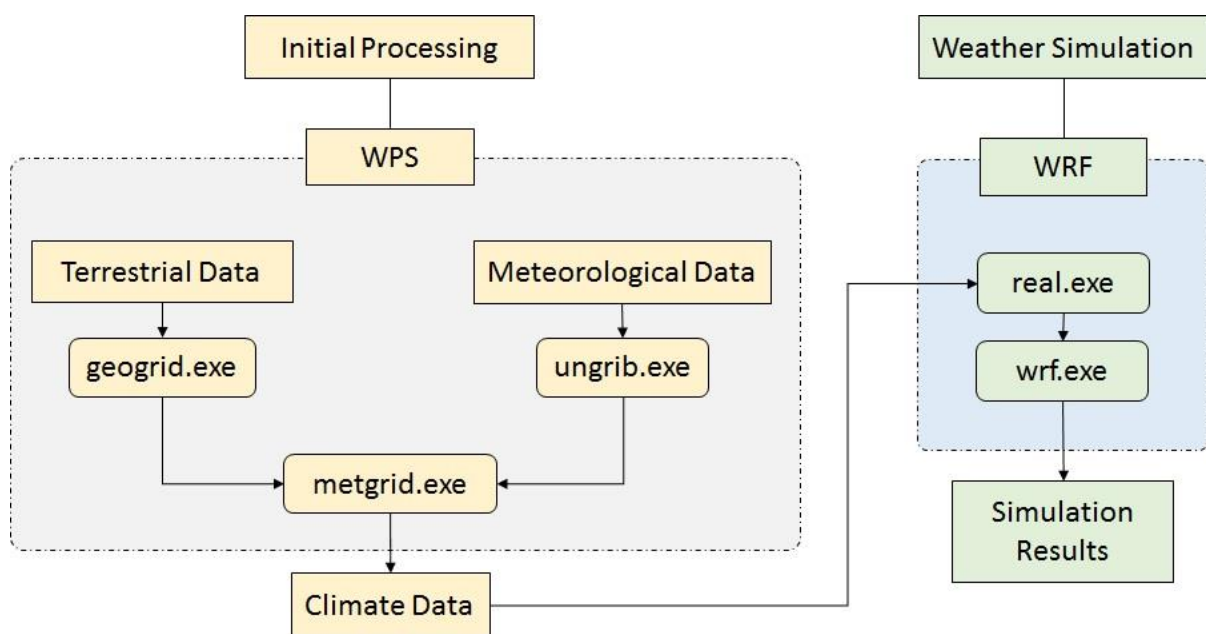 Initial Processing
WPS
Terrestrial Data
Meteorological Data
geogrid.exe
ungrib.exe
metgrid.exe
Climate Data
Weather Simulation
WRF
real.exe
wrf.exe
Simulation
Results